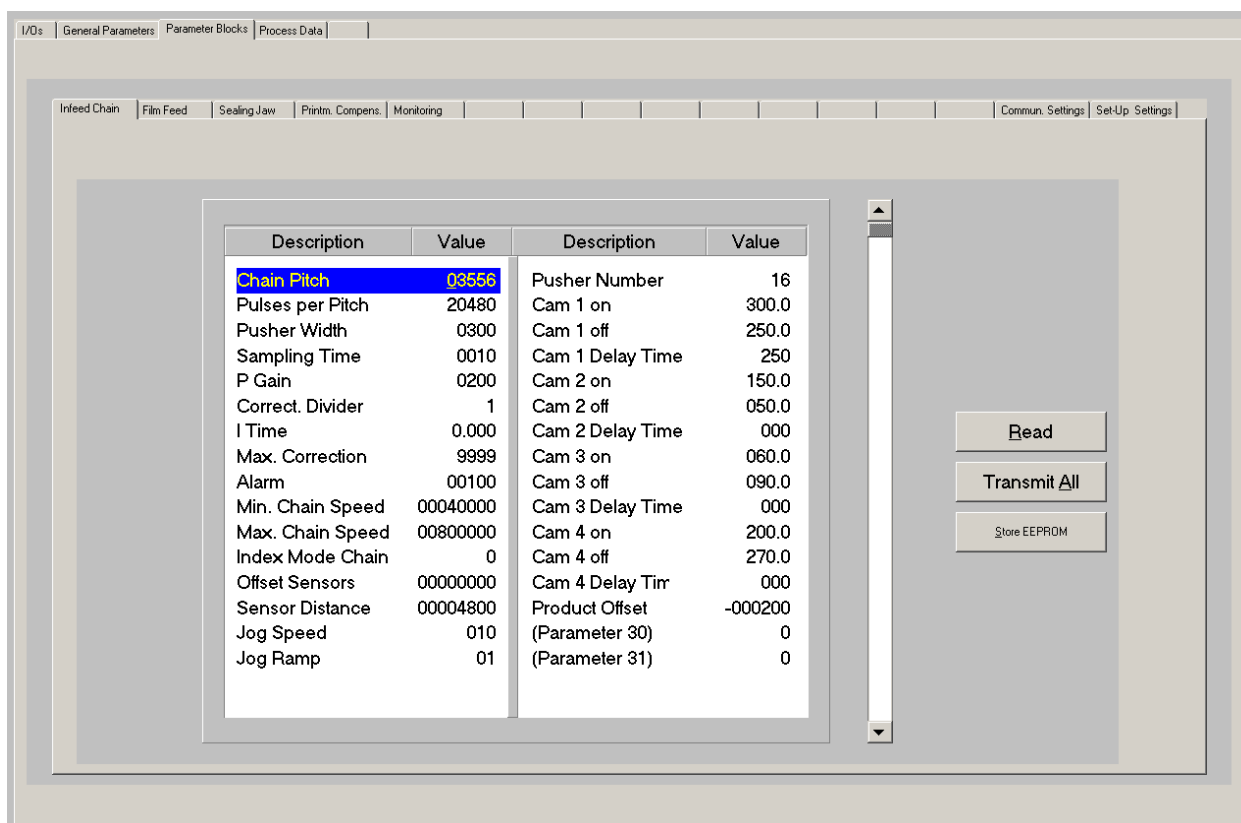 I/Os General Parameters Parameter Blocks Process Data
Infeed Chain Film Feed Sealing Jaw Printm. Compens. Monitoring Commun. Settings Set-Up Settings
Description Value Description Value
Chain Pitch 03556 Pusher Number 16
Pulses per Pitch 20480 Cam 1 on 300.0
Pusher Width 0300 Cam 1 off 250.0
Sampling Time 0010 Cam 1 Delay Time 250
P Gain 0200 Cam 2 on 150.0
Correct. Divider 1 Cam 2 off 050.0
I Time 0.000 Cam 2 Delay Time 000
Max. Correction 9999 Cam 3 on 060.0
Alarm 00100 Cam 3 off 090.0
Min. Chain Speed 00040000 Cam 3 Delay Time 000
Max. Chain Speed 00800000 Cam 4 on 200.0
Index Mode Chain 0 Cam 4 off 270.0
Offset Sensors 00000000 Cam 4 Delay Tim 000
Sensor Distance 00004800 Product Offset -000200
Jog Speed 010 (Parameter 30) 0
Jog Ramp 01 (Parameter 31) 0
Read
Transmit All
Store EEPROM